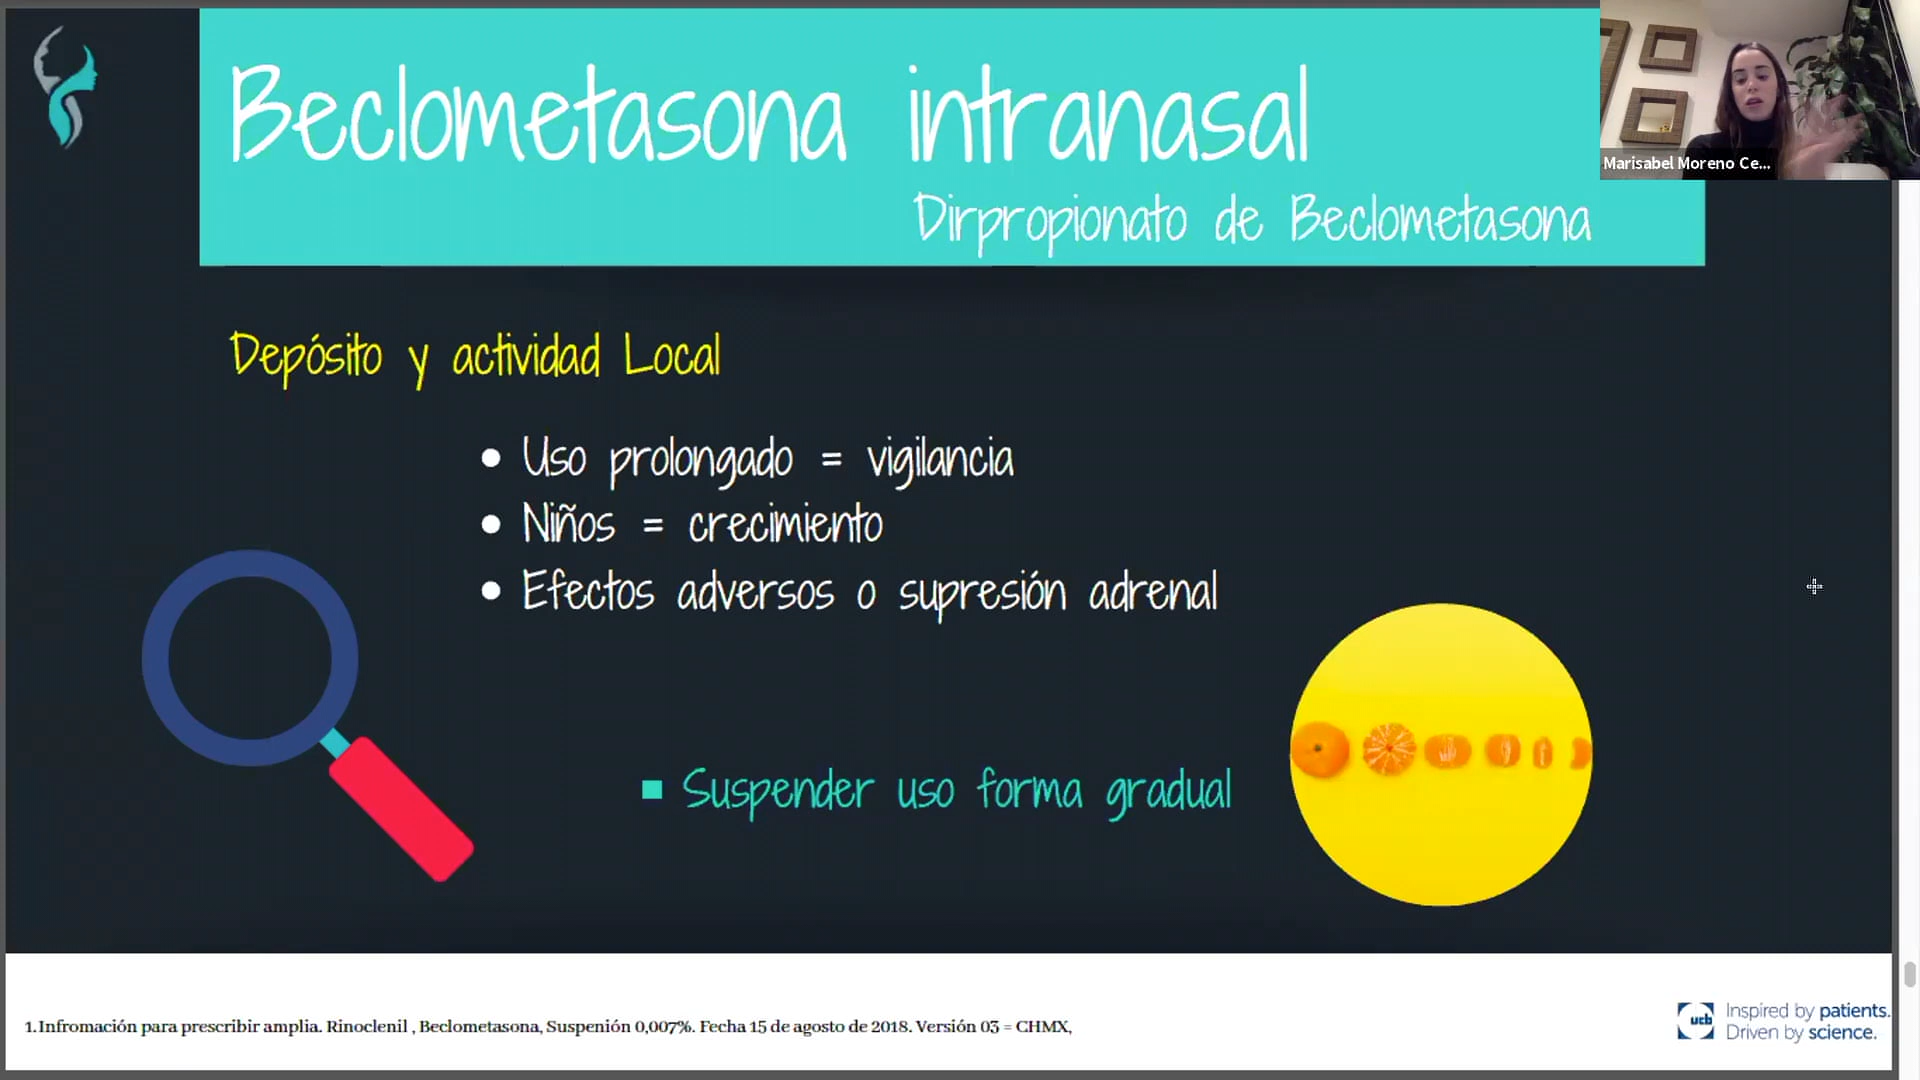 Beclometasona intranasal
Dirpropionato de Beclometasona
Marisabel Moreno Ce...
Depósito y actividad Local
• Uso prolongado = vigilancia
• Niños = crecimiento
• Efectos adversos o supresión adrenal
▪ Suspender uso forma gradual
1.Infromación para prescribir amplia. Rinoclenil , Beclometasona, Suspenión 0,007%. Fecha 15 de agosto de 2018. Versión 03 = CHMX,
ucb
Inspired by patients.
Driven by science.